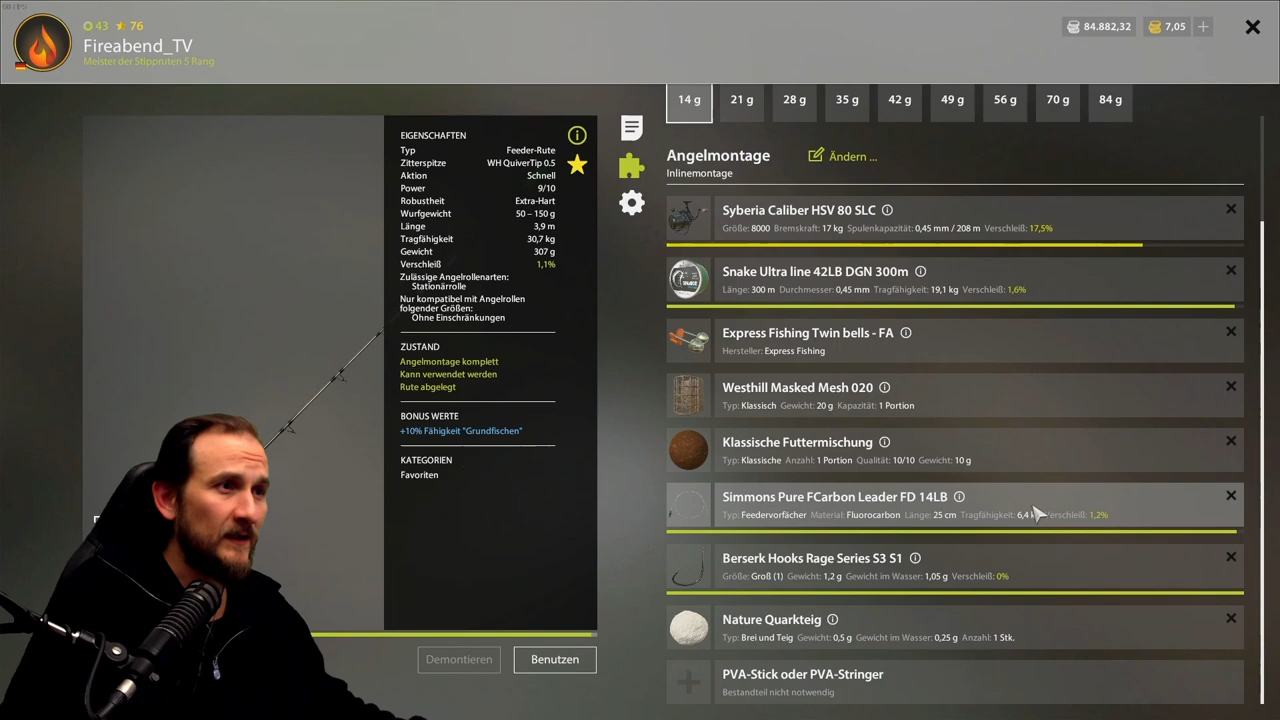 43 76
Fireabend_TV
Meister der Stippruten 5 Rang
84.882,32
7,05
EIGENSCHAFTEN
Typ Feeder-Rute
Zitterspitze WH QuiverTip 0.5
Aktion Schnell
Power 9/10
Robustheit Extra-Hart
Wurfgewicht 50 – 150 g
Länge 3,9 m
Tragfähigkeit 30,7 kg
Gewicht 307 g
Verschleiß 1,1%
Zulässige Angelrollenarten:
Stationärrolle
Nur kompatibel mit Angelrollen
folgender Größen:
Ohne Einschränkungen
ZUSTAND
Angelmontage komplett
Kann verwendet werden
Rute abgelegt
BONUS WERTE
+10% Fähigkeit "Grundfischen"
KATEGORIEN
Favoriten
Demontieren
Benutzen
14 g 21 g 28 g 35 g 42 g 49 g 56 g 70 g 84 g
Angelmontage Ändern ...
Inlinemontage
Syberia Caliber HSV 80 SLC
Größe: 8000 Bremskraft: 17 kg Spulenkapazität: 0,45 mm / 208 m Verschleiß: 17,5%
Snake Ultra line 42LB DGN 300m
Länge: 300 m Durchmesser: 0,45 mm Tragfähigkeit: 19,1 kg Verschleiß: 1,6%
Express Fishing Twin bells - FA
Hersteller: Express Fishing
Westhill Masked Mesh 020
Typ: Klassisch Gewicht: 20 g Kapazität: 1 Portion
Klassische Futtermischung
Typ: Klassische Anzahl: 1 Portion Qualität: 10/10 Gewicht: 10 g
Simmons Pure FCarbon Leader FD 14LB
Typ: Feedervorfächer Material: Fluorocarbon Länge: 25 cm Tragfähigkeit: 6,4 Verschleiß: 1,2%
Berserk Hooks Rage Series S3 S1
Größe: Groß (1) Gewicht: 1,2 g Gewicht im Wasser: 1,05 g Verschleiß: 0%
Nature Quarkteig
Typ: Brei und Teig Gewicht: 0,5 g Gewicht im Wasser: 0,25 g Anzahl: 1 Stk.
PVA-Stick oder PVA-Stringer
Bestandteil nicht notwendig